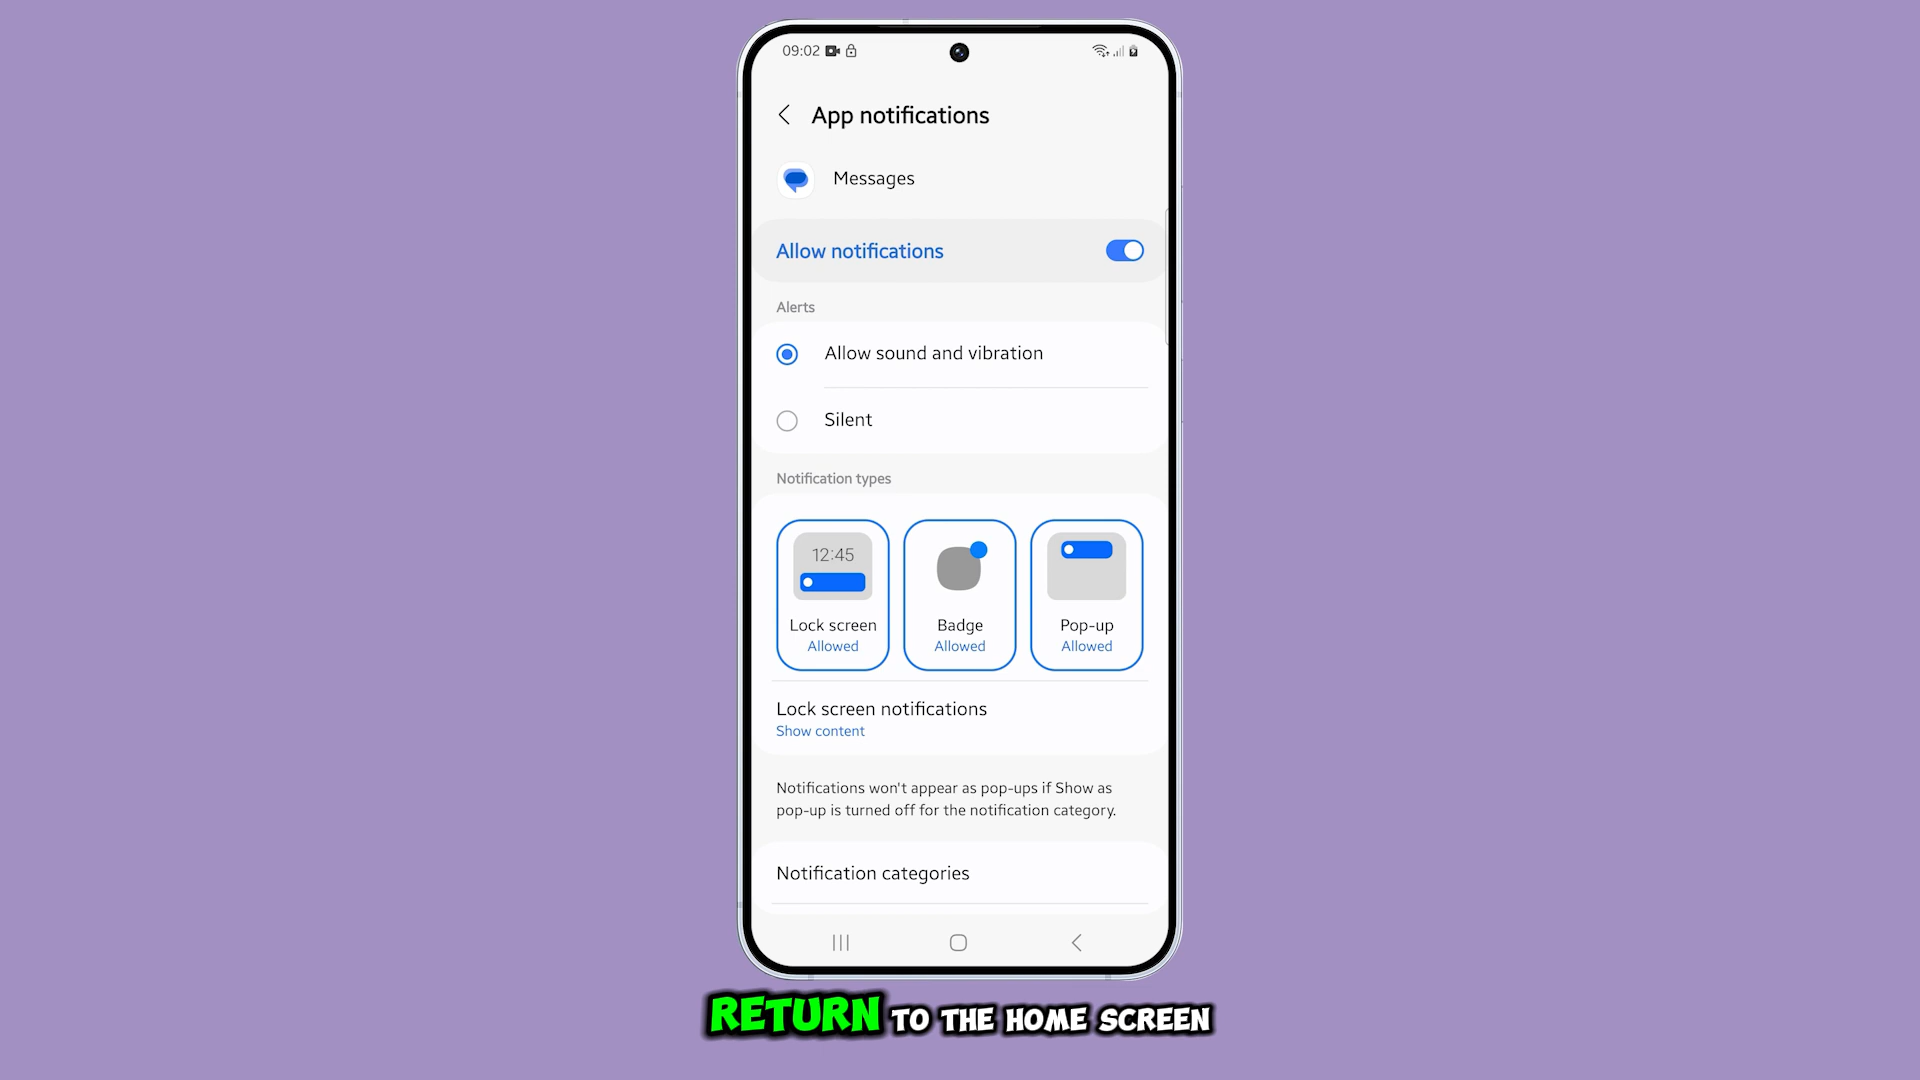 09:02
App notifications
Messages
Allow notifications
Alerts
Allow sound and vibration
Silent
Notification types
12:45
Lock screen
Allowed
Badge
Allowed
Pop-up
Allowed
Lock screen notifications
Show content
Notifications won't appear as pop-ups if Show as
pop-up is turned off for the notification category.
Notification categories
RETURN TO THE HOME SCREEN